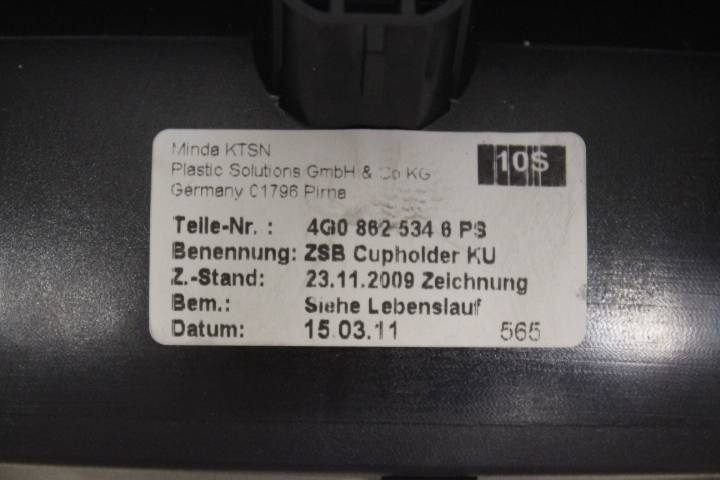 Minda KTSN
Plastic Solutions GmbH & Co KG
Germany 01796 Pirna
10S
Teile-Nr. : 4G0 862 534 6 PS
Benennung: ZSB Cupholder KU
Z.-Stand: 23.11.2009 Zeichnung
Bem.: Siehe Lebenslauf
Datum: 15.03.11 565